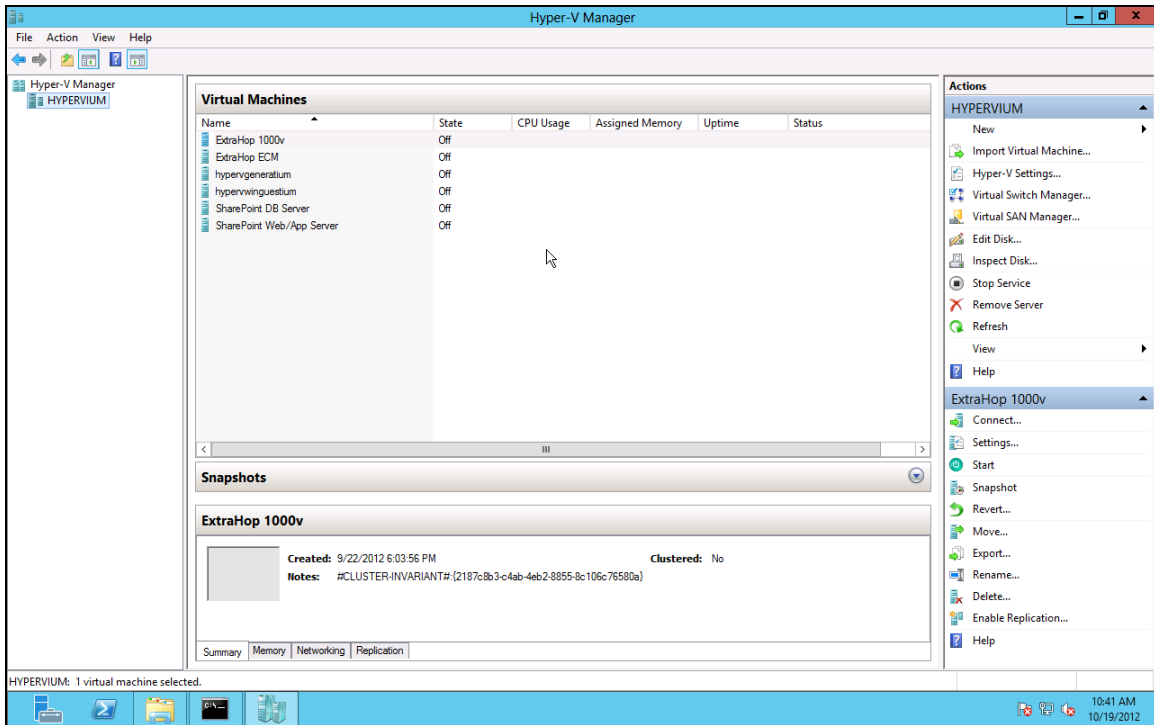 Hyper-V Manager
File Action View Help
Hyper-V Manager
HYPERVIUM
Virtual Machines
Name State CPU Usage Assigned Memory Uptime Status
ExtraHop 1000v Off
ExtraHop ECM Off
hypervgeneratium Off
hypervwinguestium Off
SharePoint DB Server Off
SharePoint Web/App Server Off
Snapshots
ExtraHop 1000v
Created: 9/22/2012 6:03:56 PM Clustered: No
Notes: #CLUSTER-INVARIANT#:{2187c8b3-c4ab-4eb2-8855-8c106c76580a}
Summary Memory Networking Replication
Actions
HYPERVIUM
New
Import Virtual Machine...
Hyper-V Settings...
Virtual Switch Manager...
Virtual SAN Manager...
Edit Disk...
Inspect Disk...
Stop Service
Remove Server
Refresh
View
Help
ExtraHop 1000v
Connect...
Settings...
Start
Snapshot
Revert...
Move...
Export...
Rename...
Delete...
Enable Replication...
Help
HYPERVIUM: 1 virtual machine selected.
10:41 AM
10/19/2012